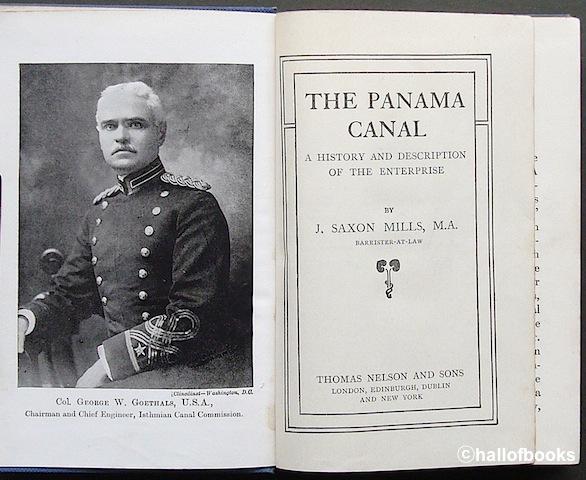 [Clinedinst—Washington, D.C.
Col. George W. Goethals, U.S.A.,
Chairman and Chief Engineer, Isthmian Canal Commission.
THE PANAMA
CANAL
A HISTORY AND DESCRIPTION
OF THE ENTERPRISE
BY
J. SAXON MILLS, M.A.
BARRISTER-AT-LAW
THOMAS NELSON AND SONS
LONDON, EDINBURGH, DUBLIN
AND NEW YORK
©hallofbooks